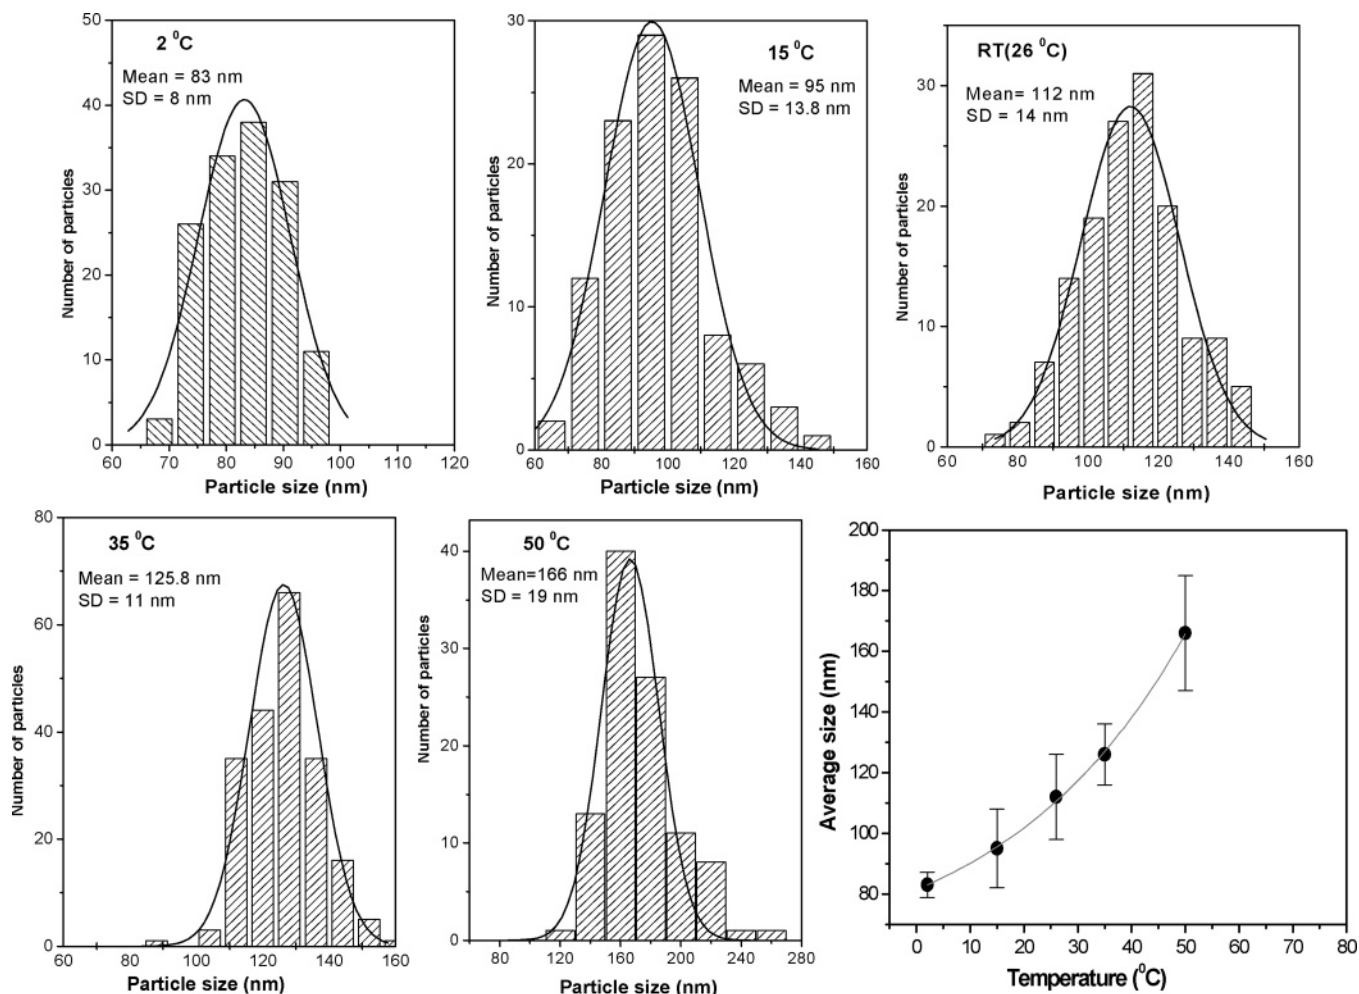 2 ⁰C
Mean = 83 nm
SD = 8 nm
50
40
30
20
10
0
60 70 80 90 100 110 120
Number of particles
Particle size (nm)
15 ⁰C
Mean = 95 nm
SD = 13.8 nm
30
20
10
0
60 80 100 120 140 160
Number of particles
Particle size (nm)
RT(26 ⁰C)
Mean= 112 nm
SD = 14 nm
30
20
10
0
60 80 100 120 140 160
Number of particles
Particle size (nm)
35 ⁰C
Mean = 125.8 nm
SD = 11 nm
80
60
40
20
0
60 80 100 120 140 160
Number of particles
Particle size (nm)
50 ⁰C
Mean=166 nm
SD = 19 nm
40
30
20
10
0
80 120 160 200 240 280
Number of particles
Particle size (nm)
200
180
160
140
120
100
80
0 10 20 30 40 50 60 70 80
Average size (nm)
Temperature (⁰C)